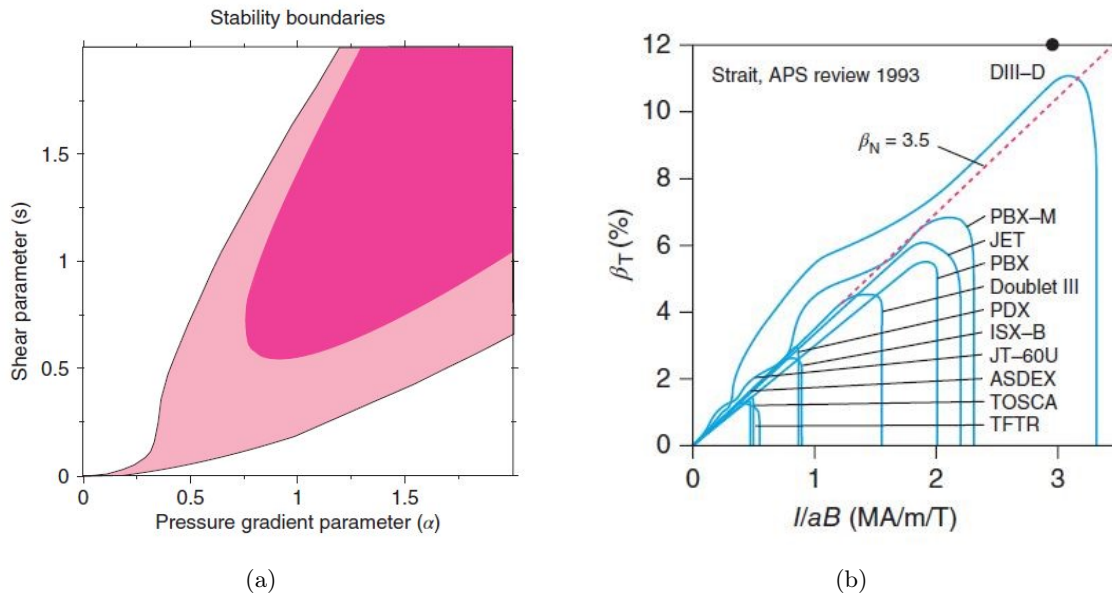 Stability boundaries
Shear parameter (s)
1.5
1
0.5
0
0
0.5
1
1.5
Pressure gradient parameter (α)
(a)
12
10
8
6
4
2
0
β_T (%)
Strait, APS review 1993
DIII–D
β_N = 3.5
PBX–M
JET
PBX
Doublet III
PDX
ISX–B
JT–60U
ASDEX
TOSCA
TFTR
0
1
2
3
I/aB (MA/m/T)
(b)